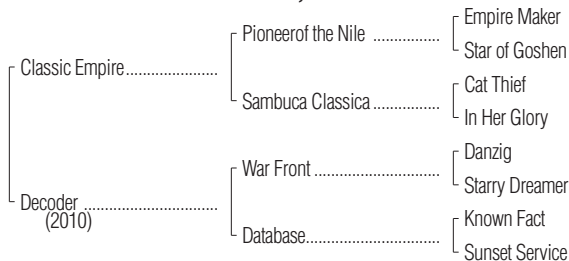 Empire Maker
Pioneerof the Nile ................
Star of Goshen
Classic Empire......................
Cat Thief
Sambuca Classica ................
In Her Glory
Danzig
War Front ..............................
Starry Dreamer
Decoder ................................
(2010)
Known Fact
Database................................
Sunset Service